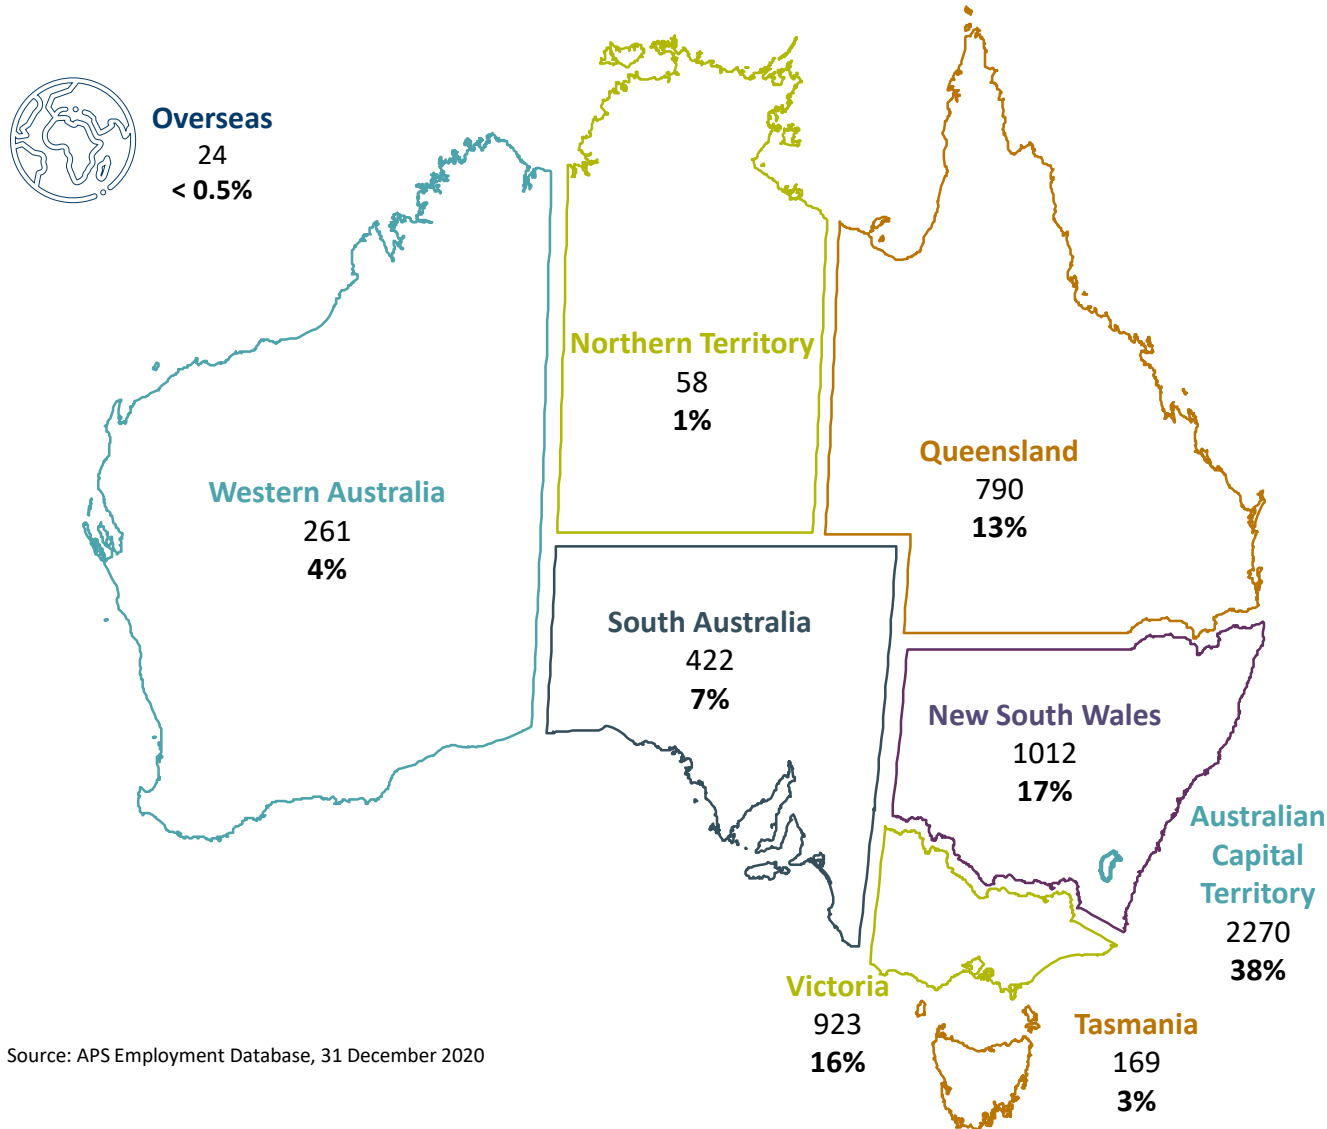 Overseas
24
< 0.5%
Northern Territory
58
1%
Queensland
790
13%
Western Australia
261
4%
South Australia
422
7%
New South Wales
1012
17%
Australian
Capital
Territory
2270
38%
Victoria
923
16%
Tasmania
169
3%
Source: APS Employment Database, 31 December 2020